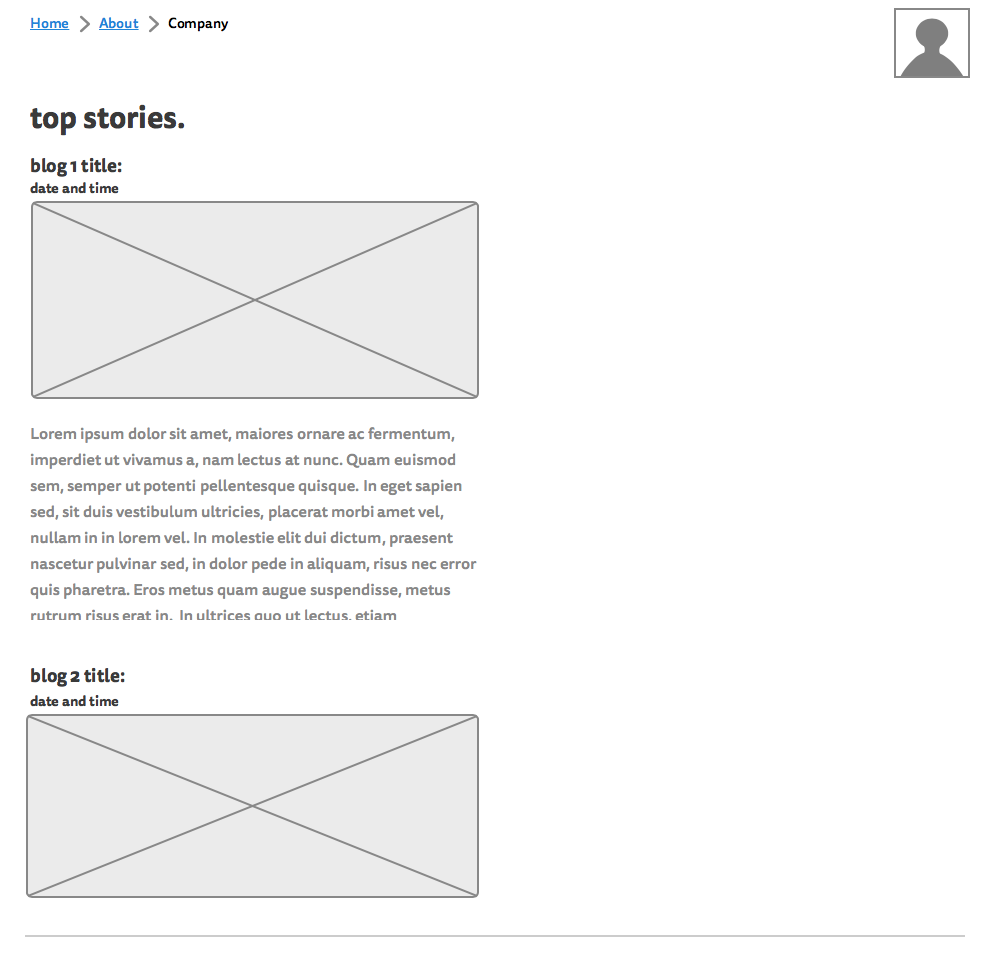 Home > About > Company
top stories.
blog 1 title:
date and time
Lorem ipsum dolor sit amet, maiores ornare ac fermentum,
imperdiet ut vivamus a, nam lectus at nunc. Quam euismod
sem, semper ut potenti pellentesque quisque. In eget sapien
sed, sit duis vestibulum ultricies, placerat morbi amet vel,
nullam in in lorem vel. In molestie elit dui dictum, praesent
nascetur pulvinar sed, in dolor pede in aliquam, risus nec error
quis pharetra. Eros metus quam augue suspendisse, metus
rutrum risus erat in.  In ultrices quo ut lectus, etiam
blog 2 title:
date and time